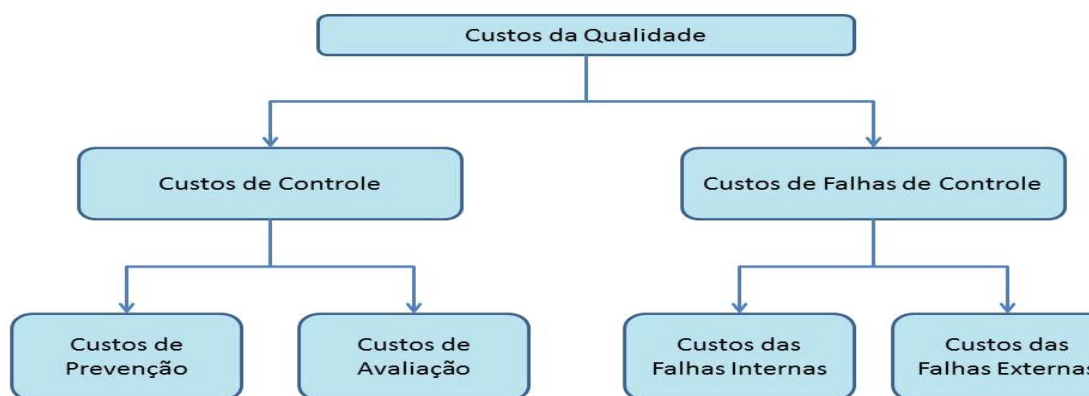 Custos da Qualidade
Custos de Controle
Custos de Falhas de Controle
Custos de
Prevenção
Custos de
Avaliação
Custos das
Falhas Internas
Custos das
Falhas Externas